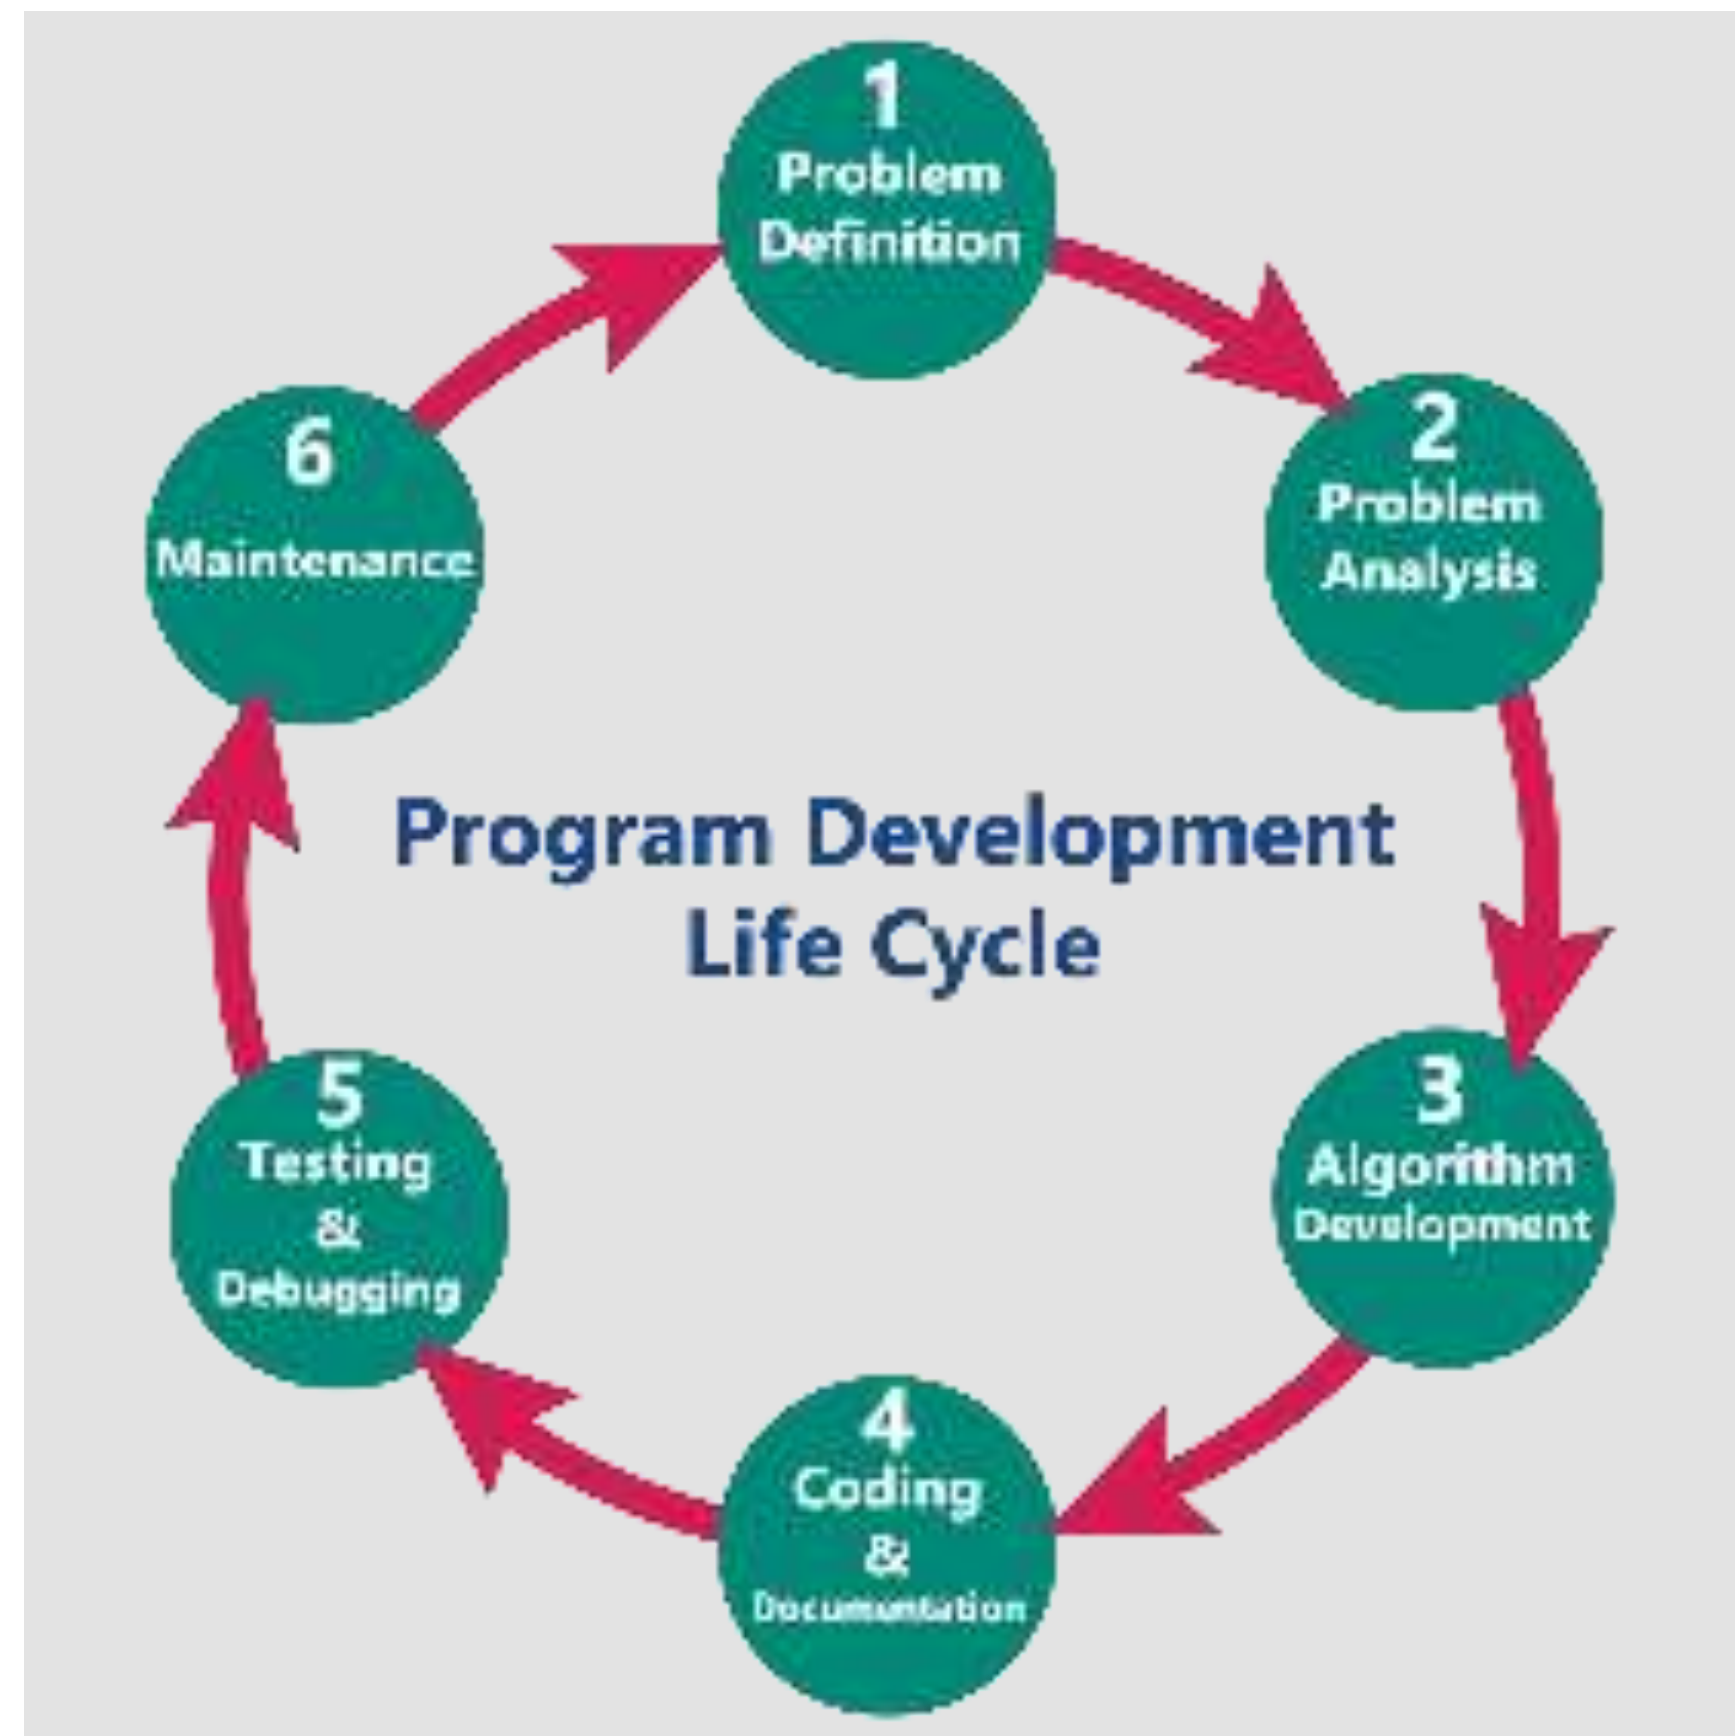 1
Problem
Definition
2
Problem
Analysis
3
Algorithm
Development
4
Coding
&
Documentation
5
Testing
&
Debugging
6
Maintenance
Program Development
Life Cycle